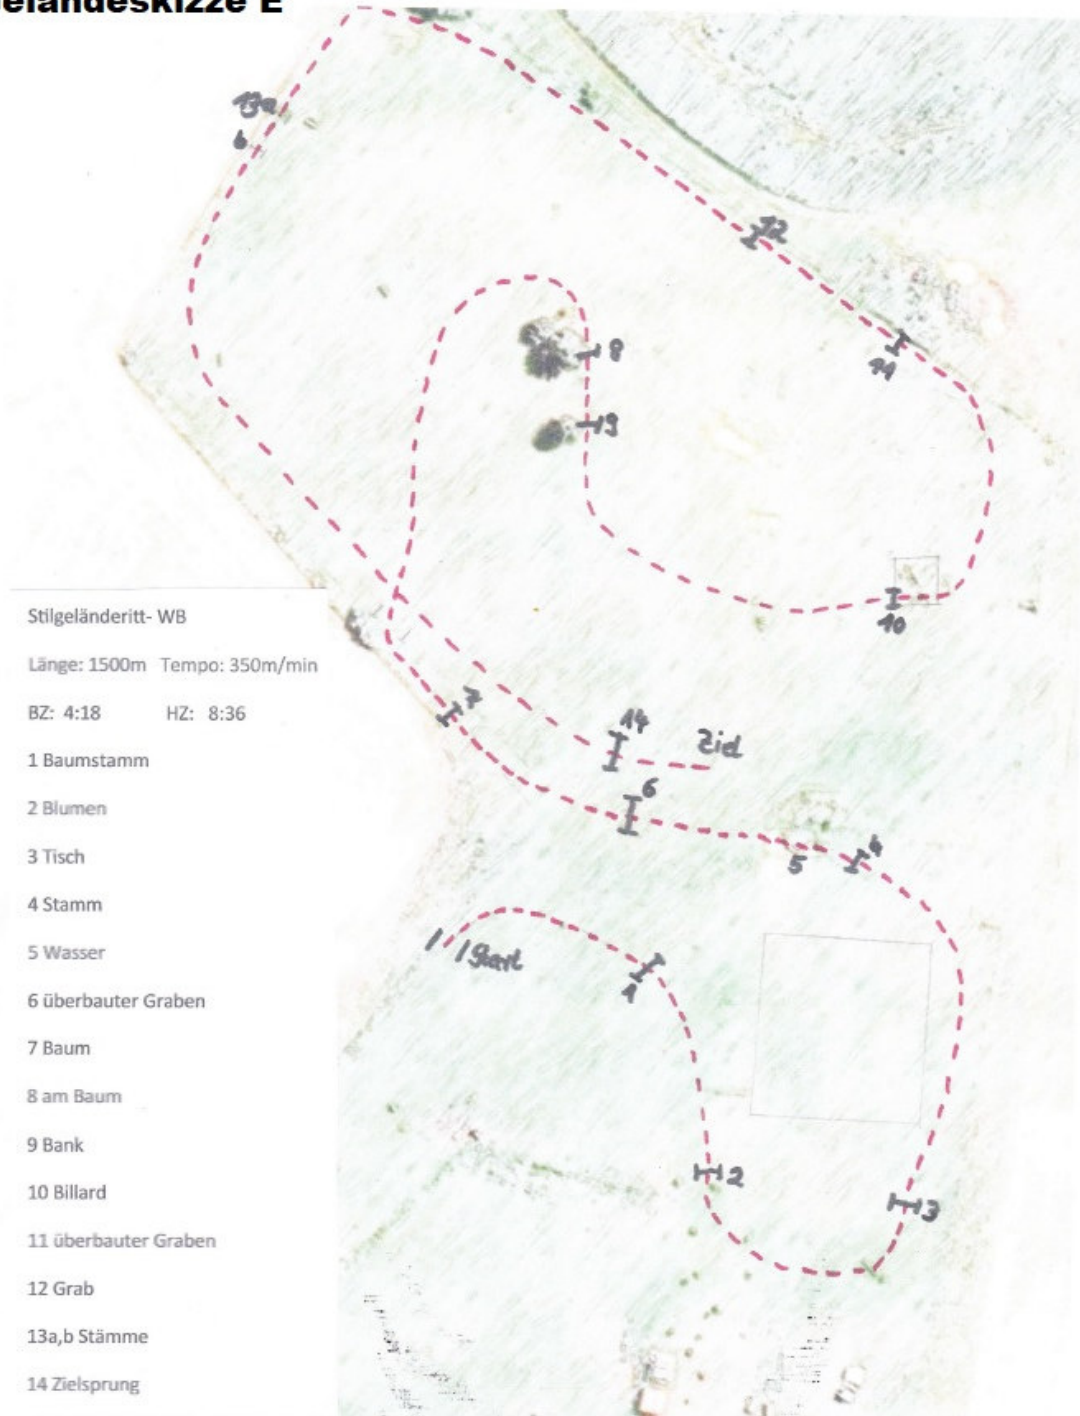 Geländeskizze E
13a
b
12
11
8
9
10
7
14
Ziel
6
5
4
Start
1
2
3
Stilgeländeritt- WB
Länge: 1500m Tempo: 350m/min
BZ: 4:18 HZ: 8:36
1 Baumstamm
2 Blumen
3 Tisch
4 Stamm
5 Wasser
6 überbauter Graben
7 Baum
8 am Baum
9 Bank
10 Billard
11 überbauter Graben
12 Grab
13a,b Stämme
14 Zielsprung